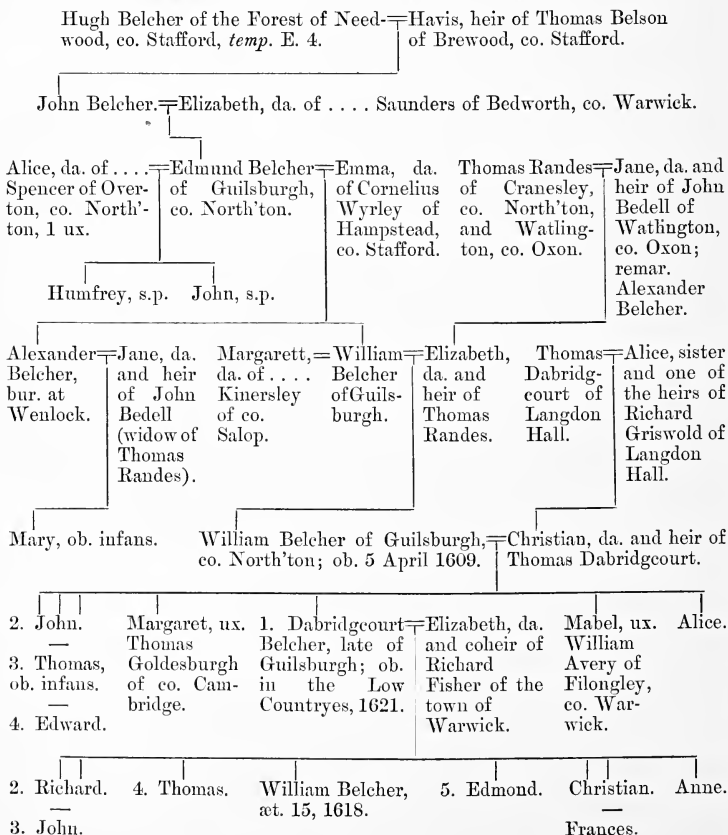 Hugh Belcher of the Forest of Need-
wood, co. Stafford, temp. E. 4.
Havis, heir of Thomas Belson
of Brewood, co. Stafford.
John Belcher.
Elizabeth, da. of . . . . Saunders of Bedworth, co. Warwick.
Alice, da. of . . . .
Spencer of Over-
ton, co. North'-
ton, 1 ux.
Edmund Belcher
of Guilsburgh,
co. North'ton.
Emma, da.
of Cornelius
Wyrley of
Hampstead,
co. Stafford.
Thomas Randes
of Cranesley,
co. North'ton,
and Watling-
ton, co. Oxon.
Jane, da. and
heir of John
Bedell of
Watlington,
co. Oxon;
remar.
Alexander
Belcher.
Humfrey, s.p.
John, s.p.
Alexander
Belcher,
bur. at
Wenlock.
Jane, da.
and heir
of John
Bedell
(widow of
Thomas
Randes).
Margarett,
da. of . . . .
Kinersley
of co.
Salop.
=
William
Belcher
of Guils-
burgh.
Elizabeth,
da. and
heir of
Thomas
Randes.
Thomas
Dabridg-
court of
Langdon
Hall.
Alice, sister
and one of
the heirs of
Richard
Griswold of
Langdon
Hall.
Mary, ob. infans.
William Belcher of Guilsburgh,
co. North'ton; ob. 5 April 1609.
Christian, da. and heir of
Thomas Dabridgcourt.
2. John.
—
3. Thomas,
ob. infans.
—
4. Edward.
Margaret, ux.
Thomas
Goldesburgh
of co. Cam-
bridge.
1. Dabridgcourt
Belcher, late of
Guilsburgh; ob.
in the Low
Countryes, 1621.
Elizabeth, da.
and coheir of
Richard
Fisher of the
town of
Warwick.
Mabel, ux.
William
Avery of
Filongley,
co. War-
wick.
Alice.
2. Richard.
—
3. John.
4. Thomas.
William Belcher,
æt. 15, 1618.
5. Edmond.
Christian.
—
Frances.
Anne.